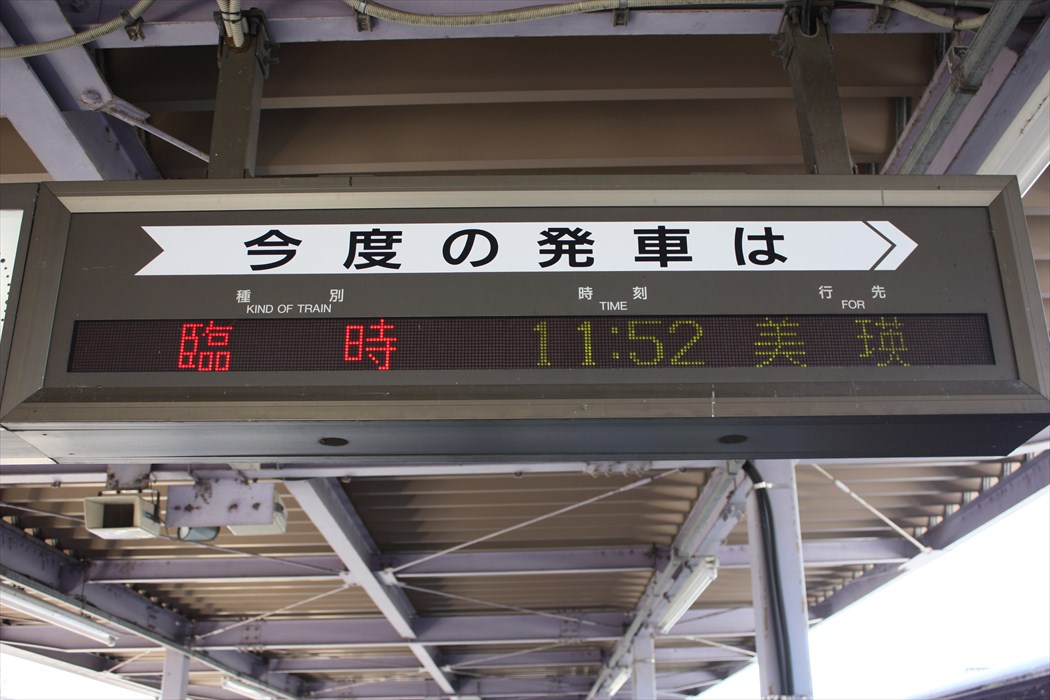 今度の発車は
種別 時刻 行先
KIND OF TRAIN TIME FOR
臨時 11:52 美瑛